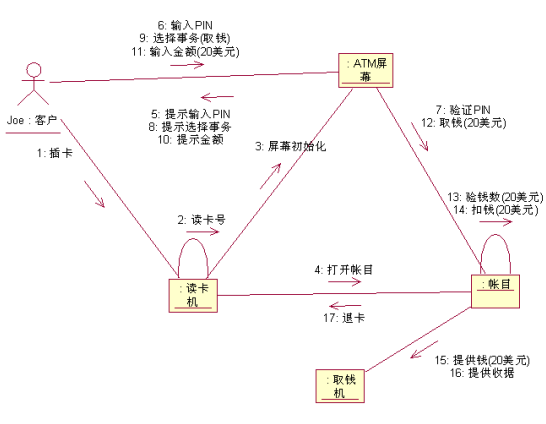 6: 输入PIN
9: 选择事务(取钱)
11: 输入金额(20美元)
: ATM屏
幕
Joe : 客户
5: 提示输入PIN
8: 提示选择事务
10: 提示金额
7: 验证PIN
12: 取钱(20美元)
1: 插卡
3: 屏幕初始化
2: 读卡号
13: 验钱数(20美元)
14: 扣钱(20美元)
4: 打开帐目
: 读卡
机
: 帐目
17: 退卡
15: 提供钱(20美元)
16: 提供收据
: 取钱
机